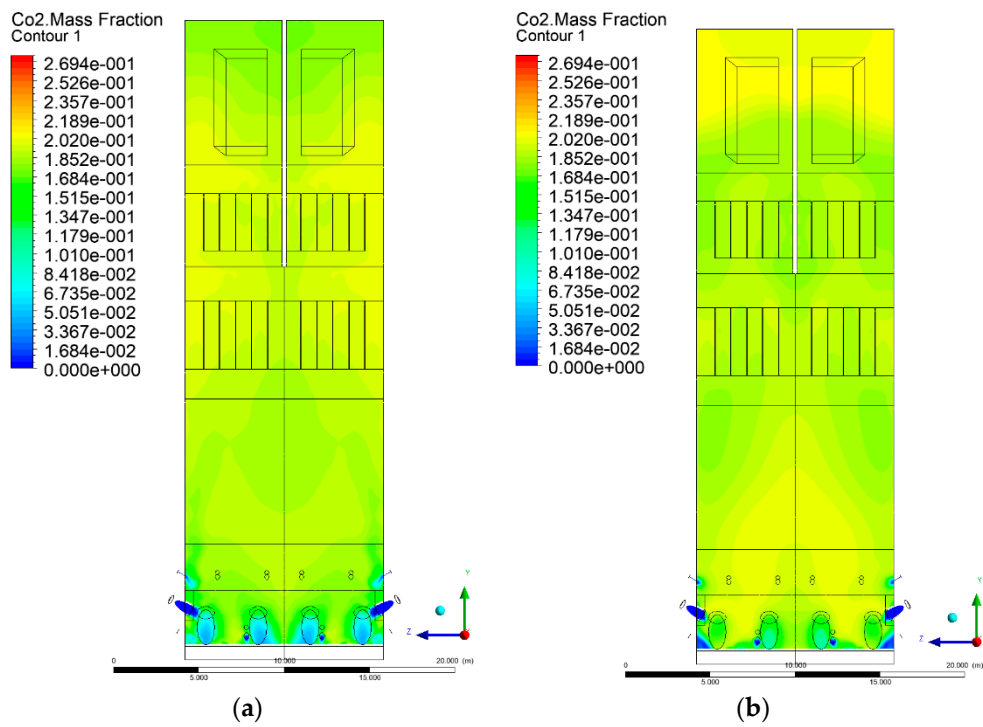 Co2.Mass Fraction
Contour 1
2.694e-001
2.526e-001
2.357e-001
2.189e-001
2.020e-001
1.852e-001
1.684e-001
1.515e-001
1.347e-001
1.179e-001
1.010e-001
8.418e-002
6.735e-002
5.051e-002
3.367e-002
1.684e-002
0.000e+000
Y
Z
0
10.000
20.000 (m)
5.000
15.000
(a)
Co2.Mass Fraction
Contour 1
2.694e-001
2.526e-001
2.357e-001
2.189e-001
2.020e-001
1.852e-001
1.684e-001
1.515e-001
1.347e-001
1.179e-001
1.010e-001
8.418e-002
6.735e-002
5.051e-002
3.367e-002
1.684e-002
0.000e+000
Y
Z
0
10.000
20.000 (m)
5.000
15.000
(b)